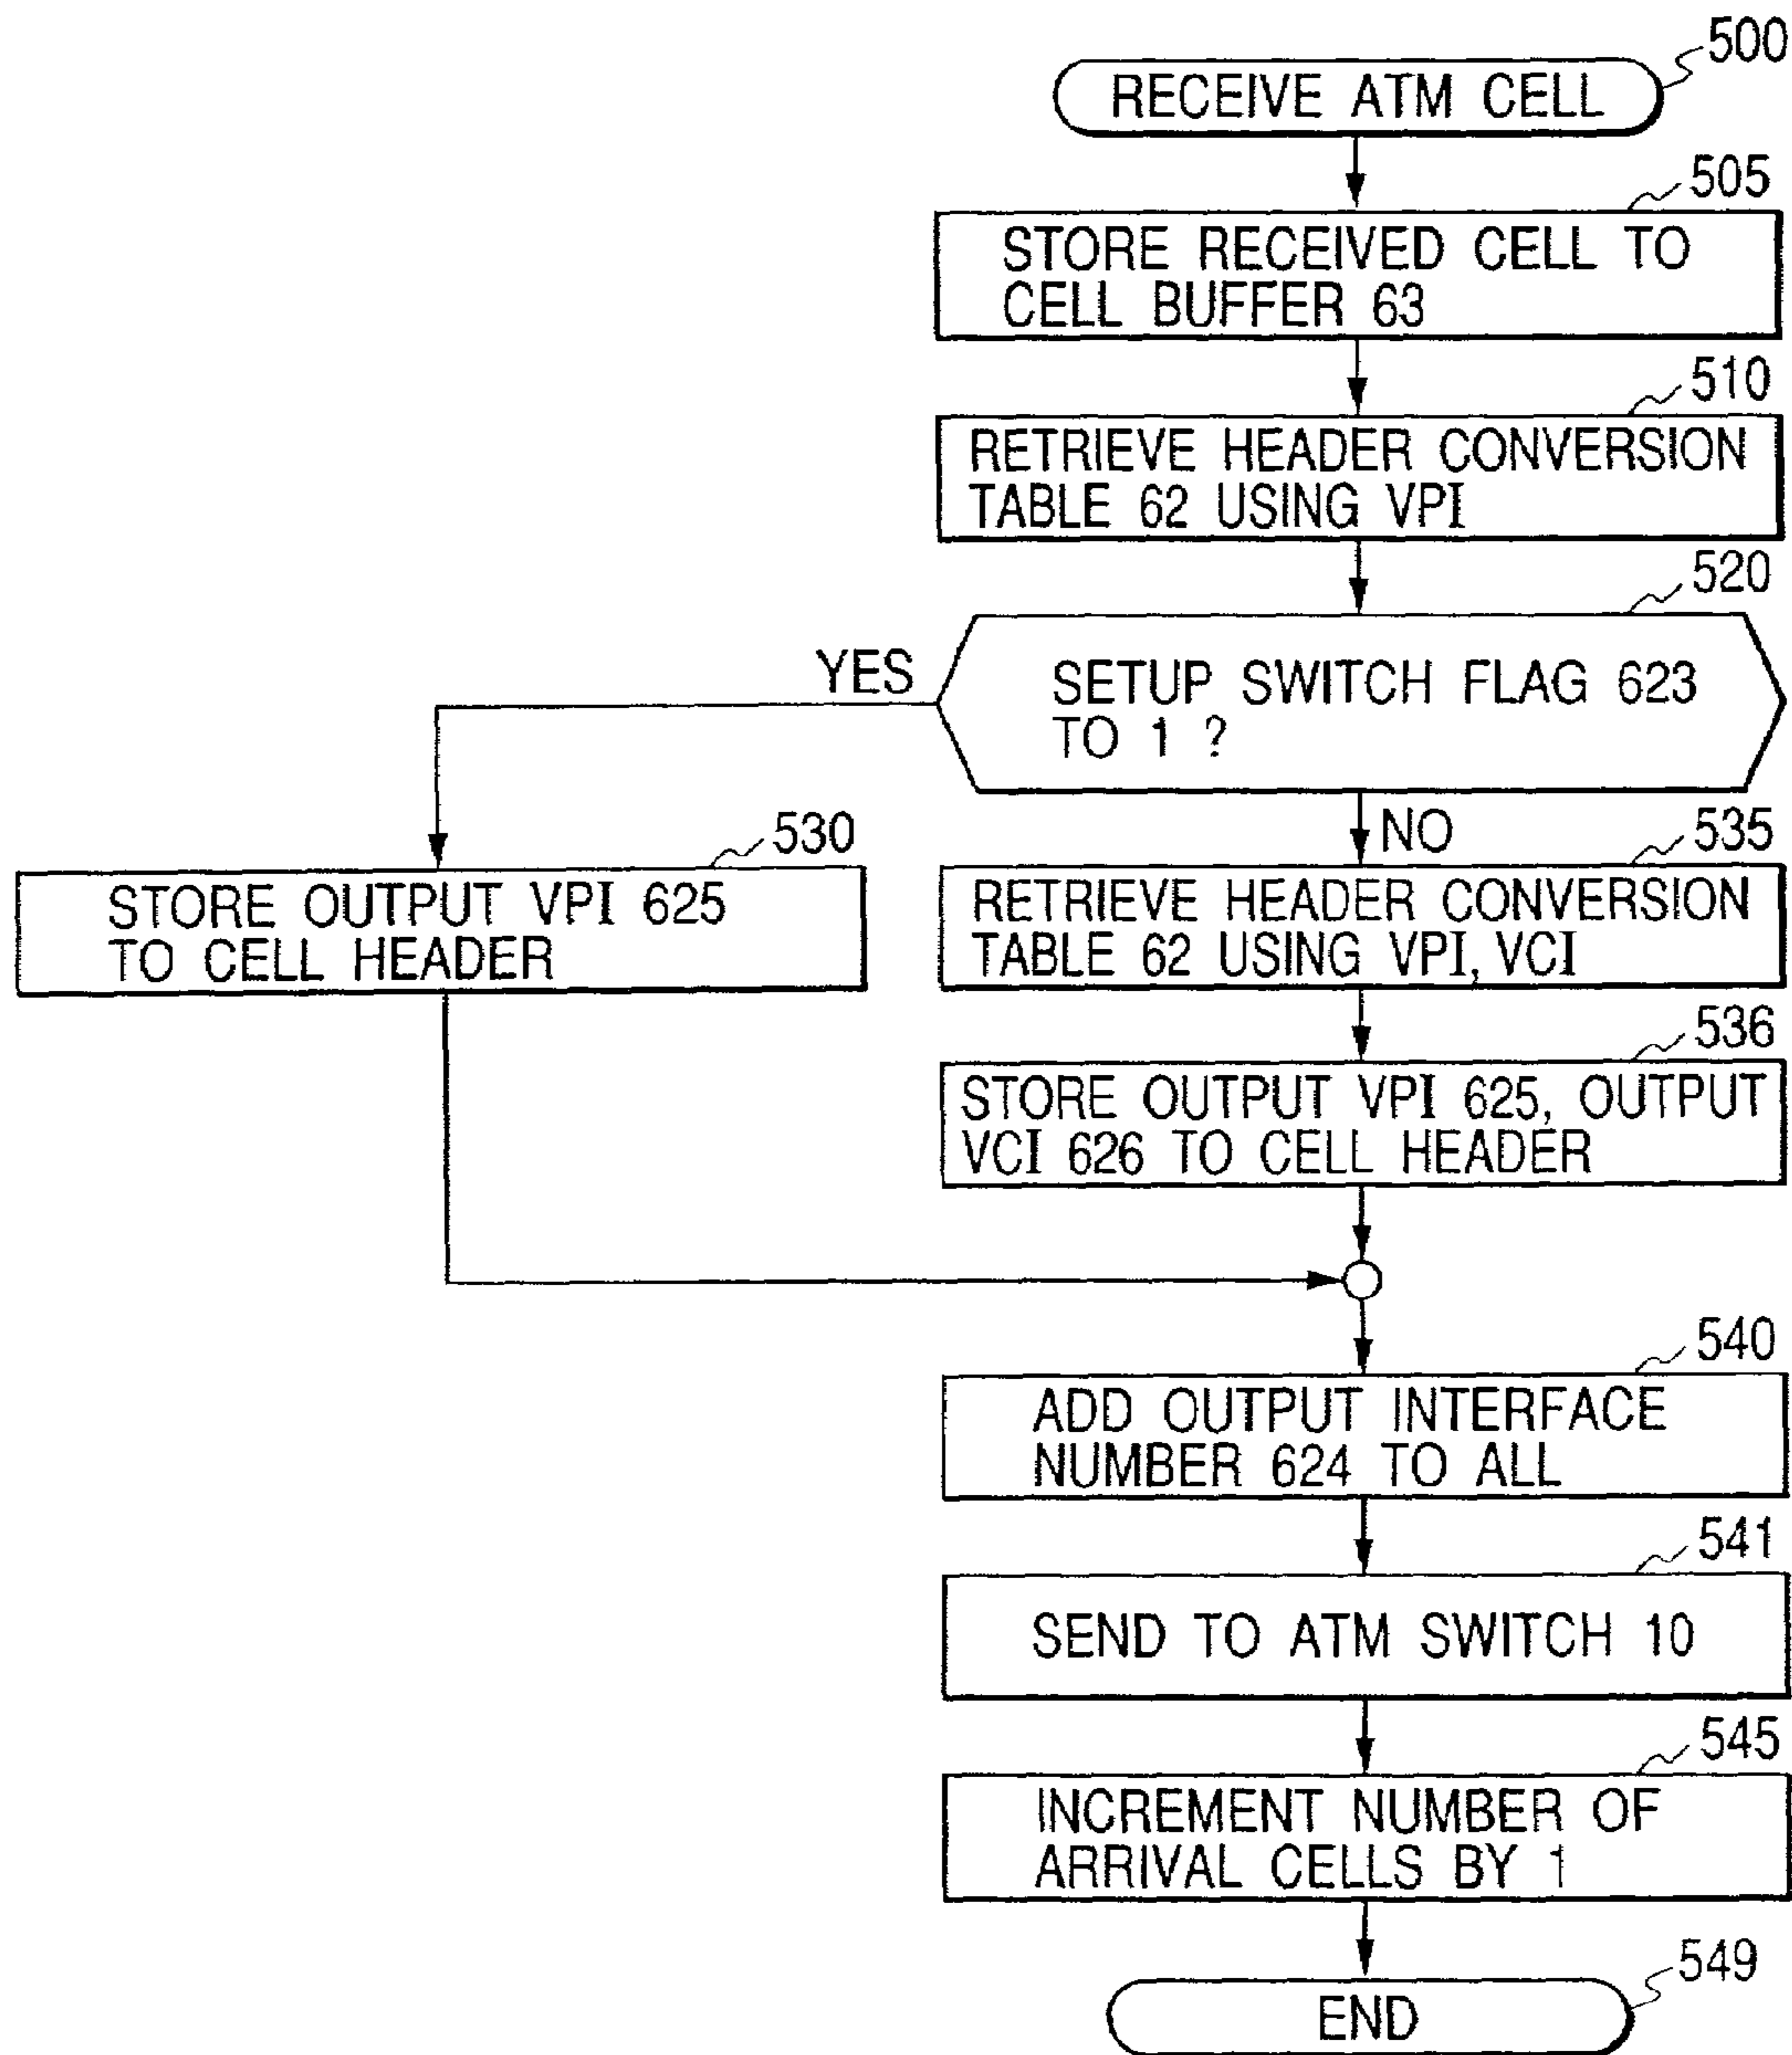 500
RECEIVE ATM CELL
505
STORE RECEIVED CELL TO
CELL BUFFER 63
510
RETRIEVE HEADER CONVERSION
TABLE 62 USING VPI
520
SETUP SWITCH FLAG 623
TO 1 ?
YES
NO
530
STORE OUTPUT VPI 625
TO CELL HEADER
535
RETRIEVE HEADER CONVERSION
TABLE 62 USING VPI, VCI
536
STORE OUTPUT VPI 625, OUTPUT
VCI 626 TO CELL HEADER
540
ADD OUTPUT INTERFACE
NUMBER 624 TO ALL
541
SEND TO ATM SWITCH 10
545
INCREMENT NUMBER OF
ARRIVAL CELLS BY 1
549
END